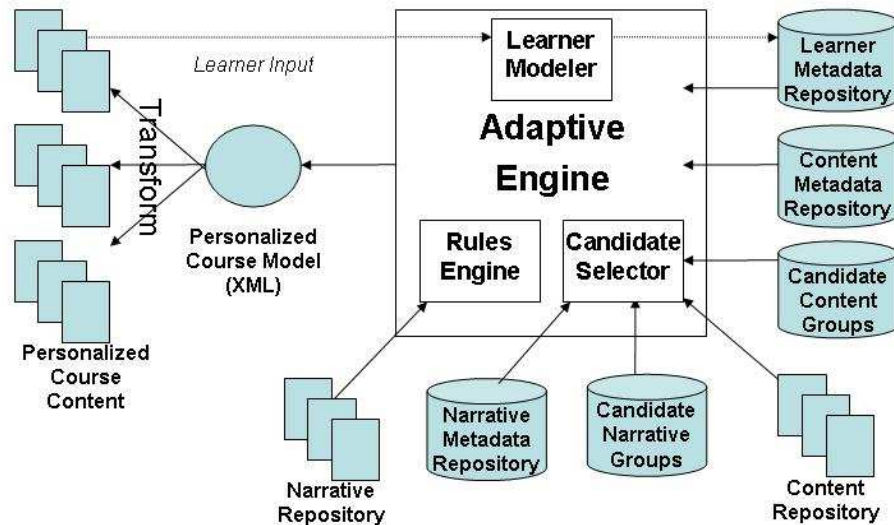 Learner Input
Transform
Learner
Modeler
Adaptive
Engine
Learner
Metadata
Repository
Content
Metadata
Repository
Personalized
Course Model
(XML)
Rules
Engine
Candidate
Selector
Candidate
Content
Groups
Personalized
Course
Content
Narrative
Repository
Narrative
Metadata
Repository
Candidate
Narrative
Groups
Content
Repository